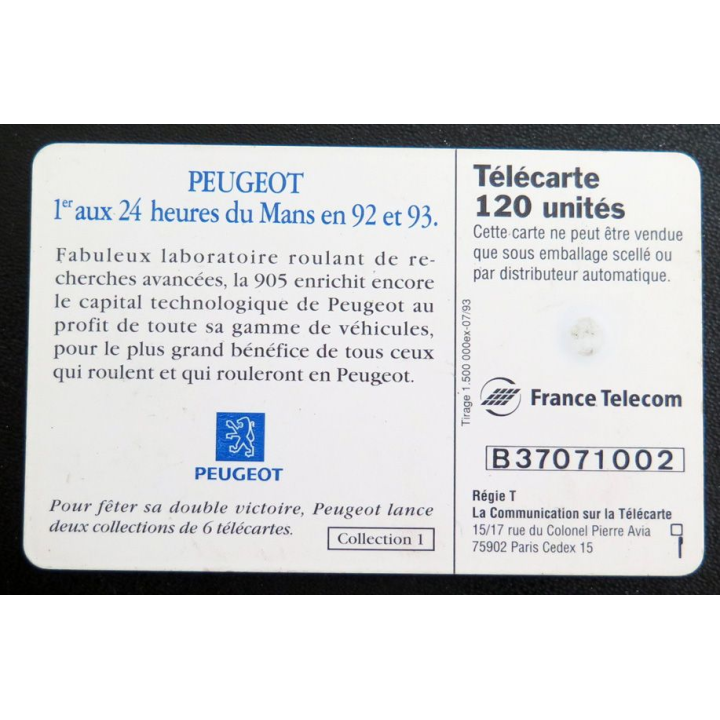 PEUGEOT
1er aux 24 heures du Mans en 92 et 93.
Fabuleux laboratoire roulant de re-
cherches avancées, la 905 enrichit encore
le capital technologique de Peugeot au
profit de toute sa gamme de véhicules,
pour le plus grand bénéfice de tous ceux
qui roulent et qui rouleront en Peugeot.
PEUGEOT
Pour fêter sa double victoire, Peugeot lance
deux collections de 6 télécartes.
Collection 1
Télécarte
120 unités
Cette carte ne peut être vendue
que sous emballage scellé ou
par distributeur automatique.
Tirage 1.500 000ex-07/93
France Telecom
B37071002
Régie T
La Communication sur la Télécarte
15/17 rue du Colonel Pierre Avia
75902 Paris Cedex 15